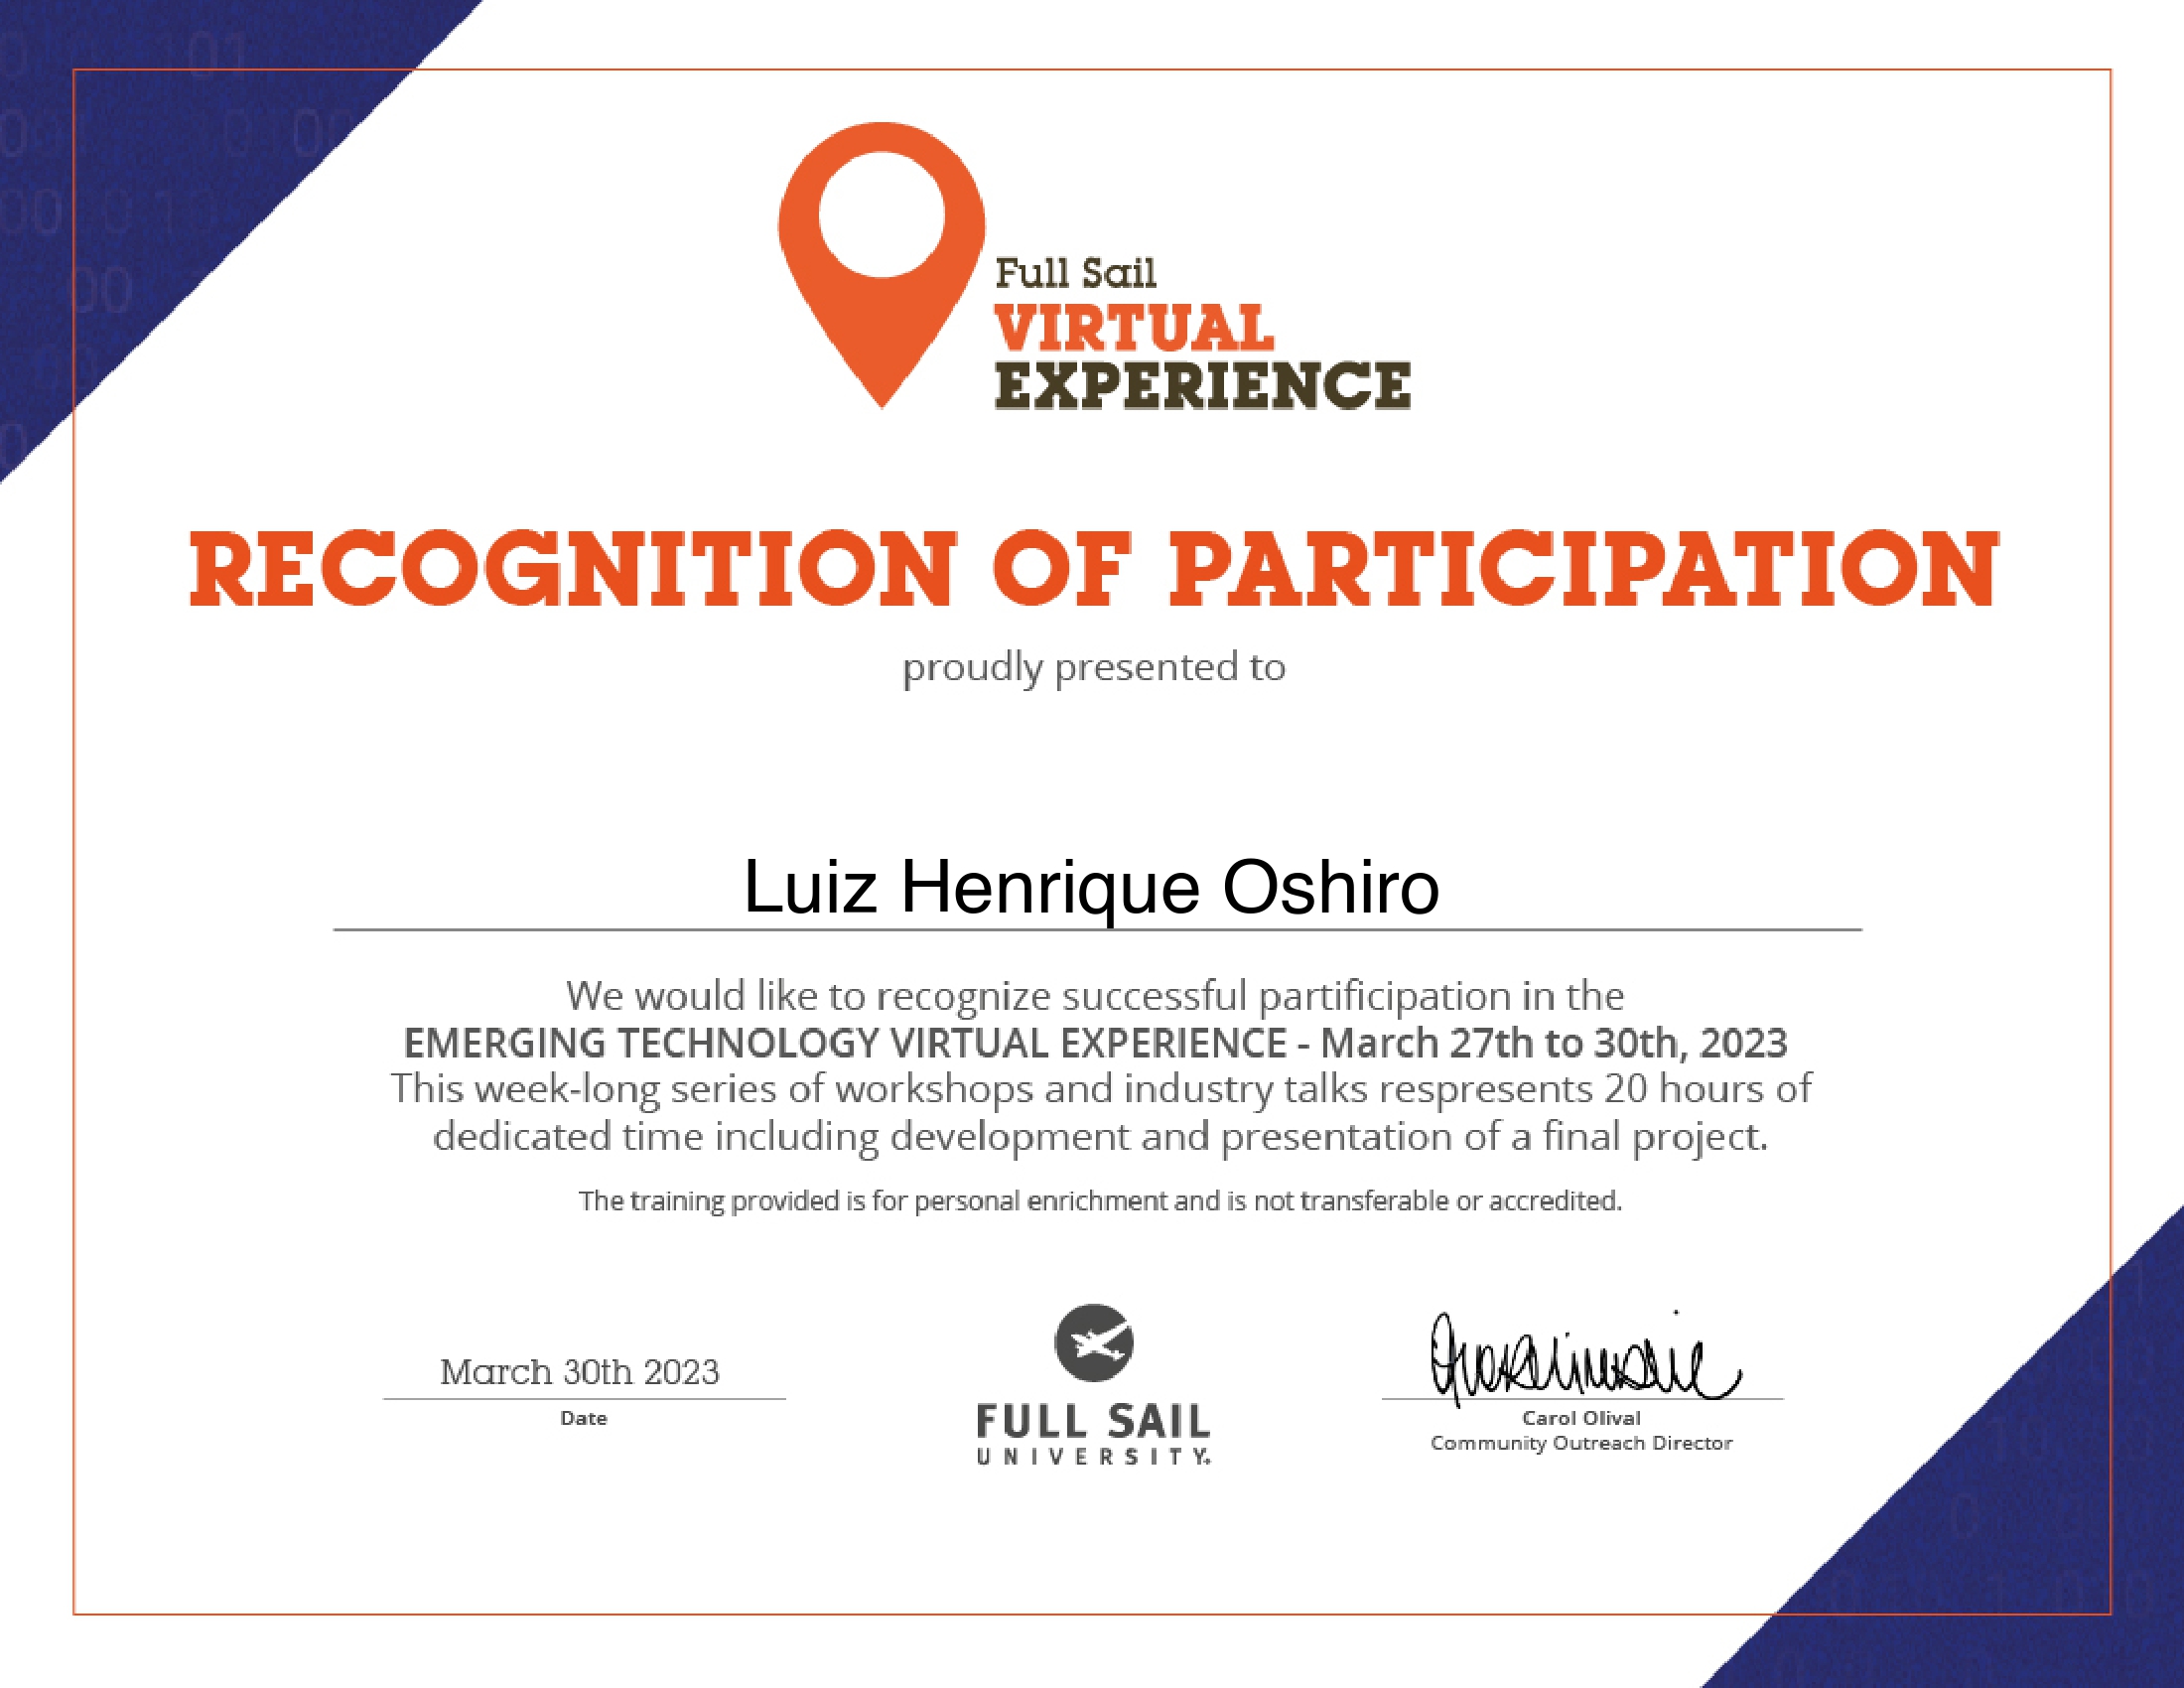 Full Sail
VIRTUAL
EXPERIENCE
RECOGNITION OF PARTICIPATION
proudly presented to
Luiz Henrique Oshiro
We would like to recognize successful partificipation in the
EMERGING TECHNOLOGY VIRTUAL EXPERIENCE - March 27th to 30th, 2023
This week-long series of workshops and industry talks respresents 20 hours of
dedicated time including development and presentation of a final project.
The training provided is for personal enrichment and is not transferable or accredited.
March 30th 2023
Date
FULL SAIL
UNIVERSITY.
Carol Olival
Community Outreach Director